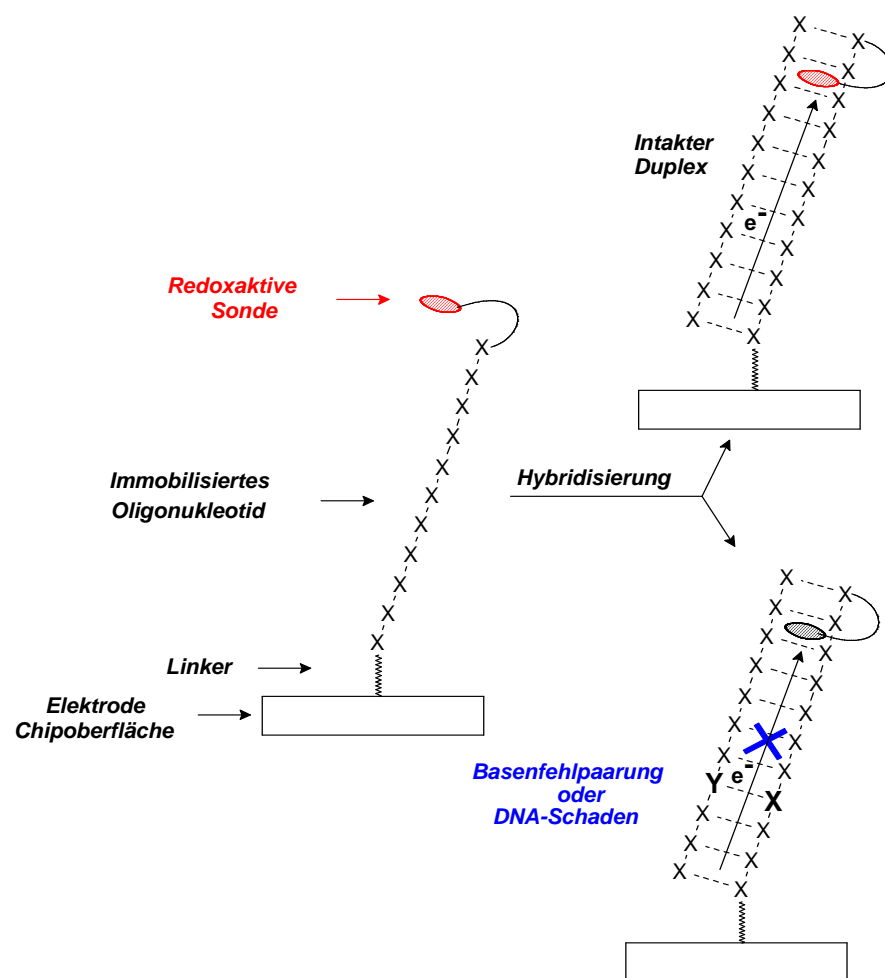 Intakter
Duplex
e-
Redoxaktive
Sonde
Immobilisiertes
Oligonukleotid
Hybridisierung
Linker
Elektrode
Chipoberfläche
Basenfehlpaarung
oder
DNA-Schaden
Y e-
X